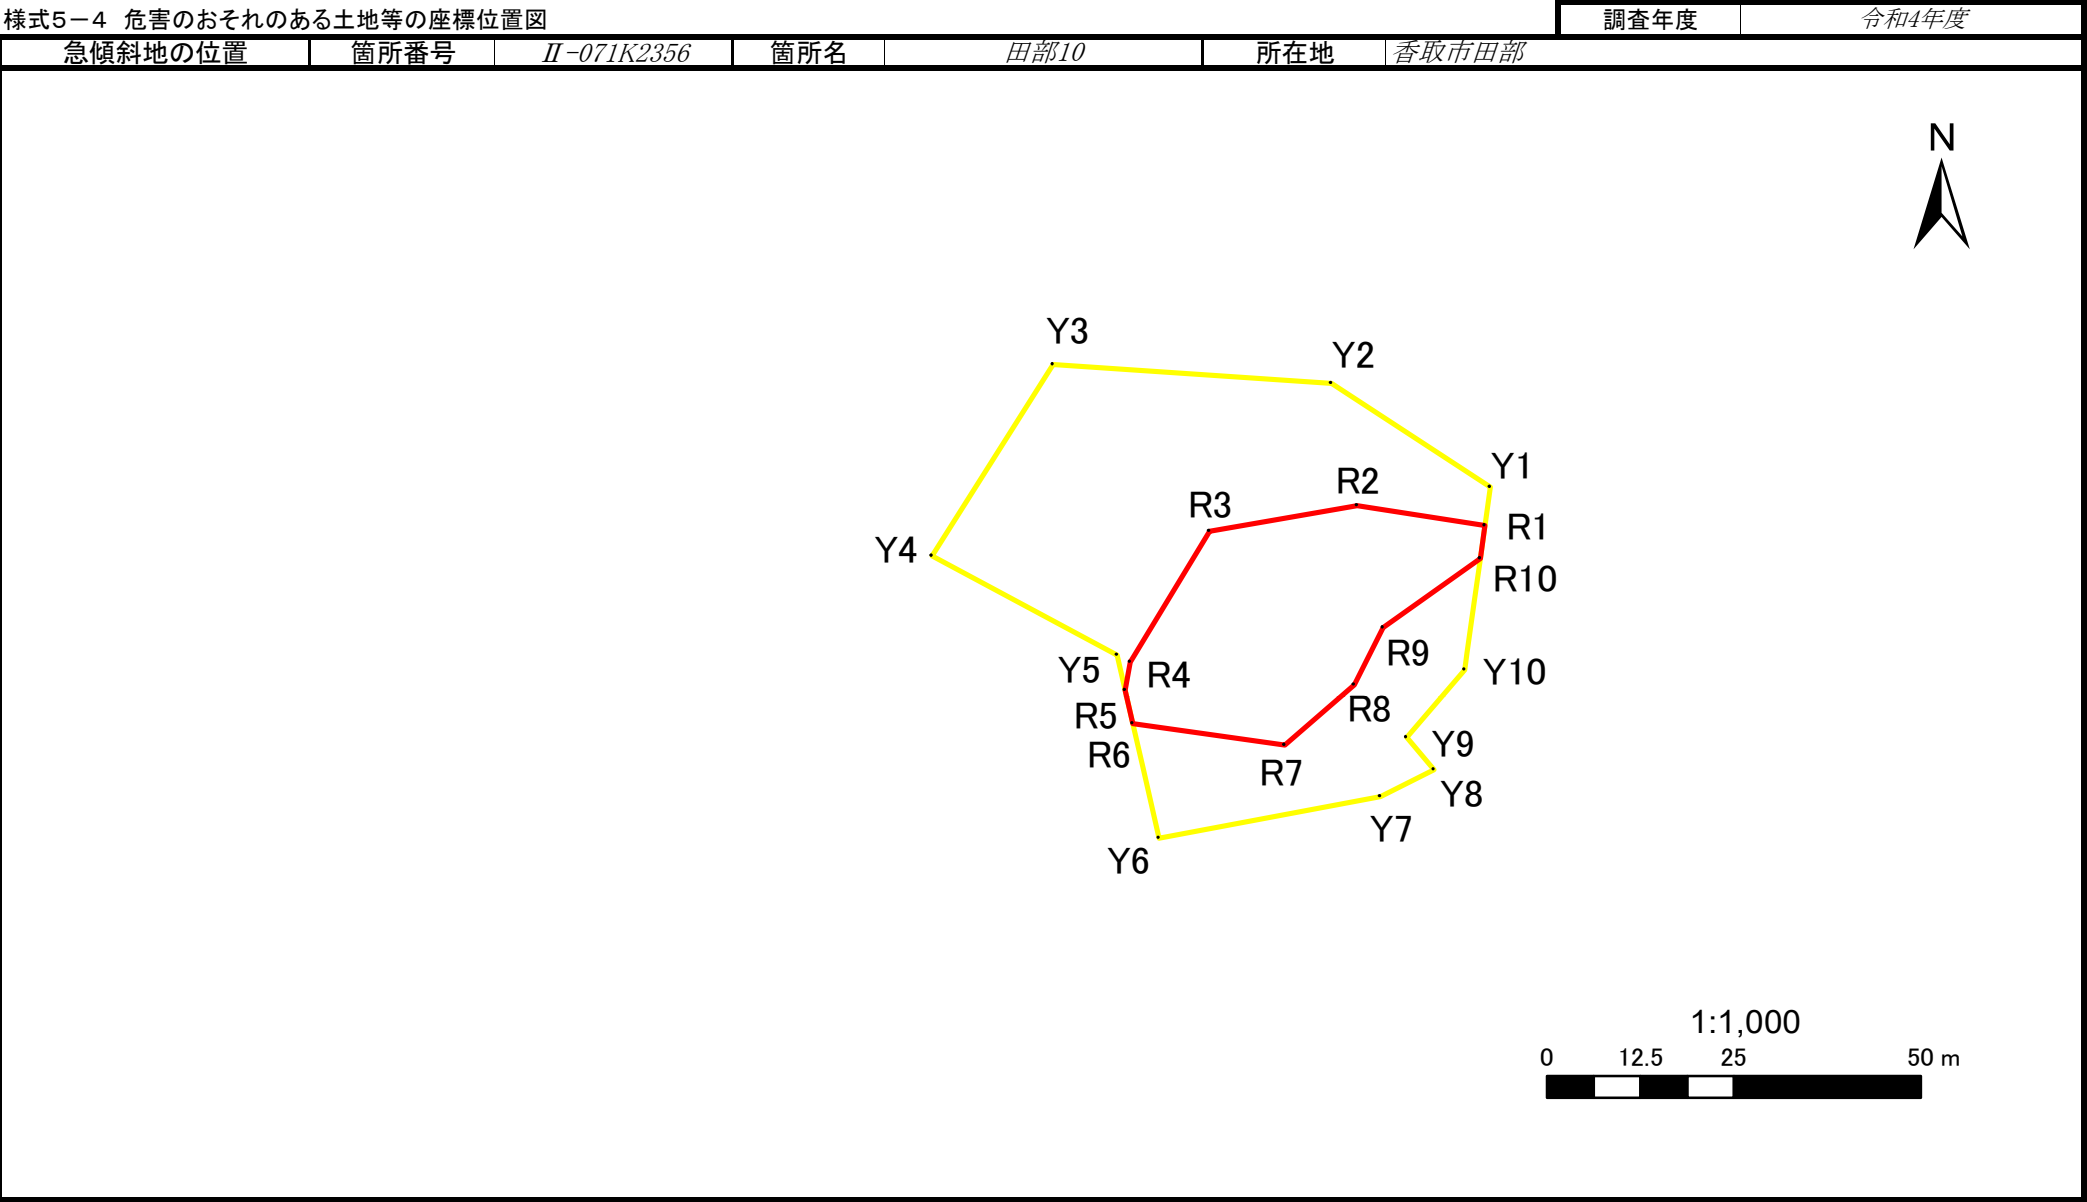 様式5－4 危害のおそれのある土地等の座標位置図 調査年度 令和4年度
急傾斜地の位置 箇所番号 Ⅱ-071K2356 箇所名 田部10 所在地 香取市田部
N
Y3
Y2
Y1
R2
R3
R1
Y4
R10
R9
Y5
R4
Y10
R8
R5
Y9
R6
R7
Y8
Y7
Y6
1:1,000
0 12.5 25 50 m